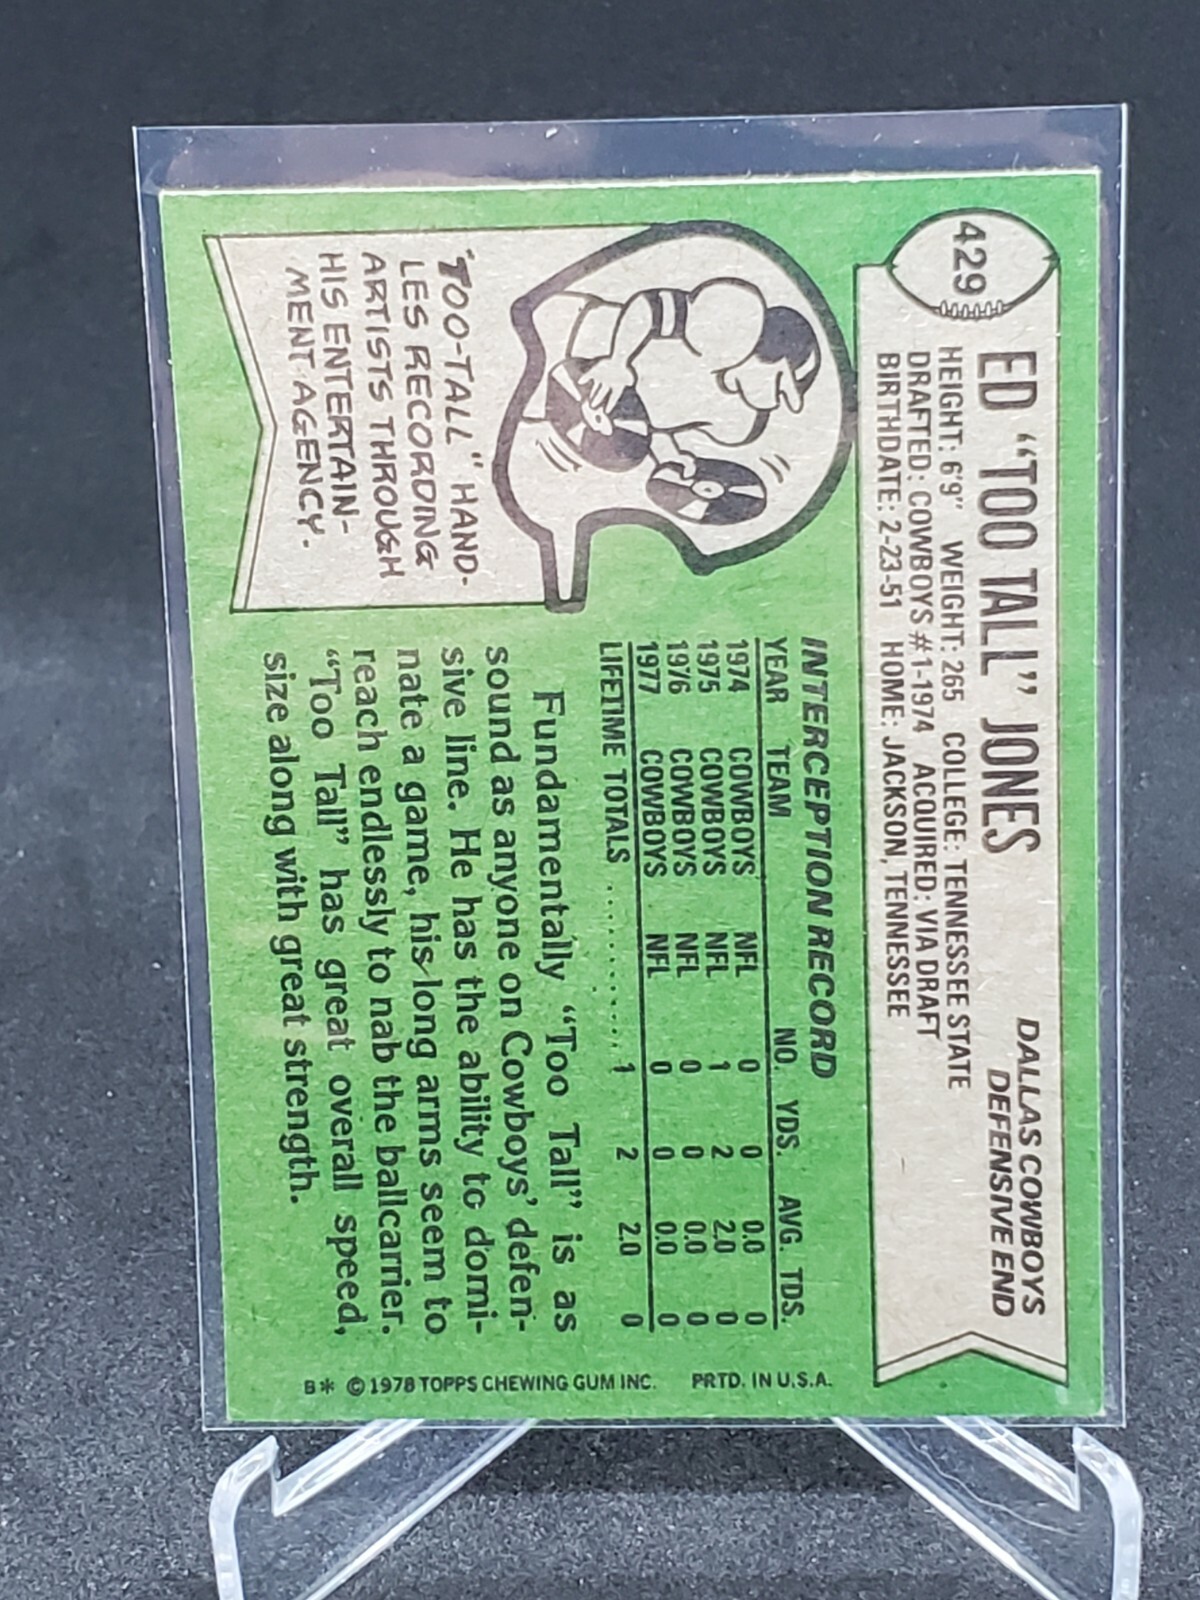 429
ED "TOO TALL" JONES
DALLAS COWBOYS
DEFENSIVE END
HEIGHT: 6'9" WEIGHT: 265 COLLEGE: TENNESSEE STATE
DRAFTED: COWBOYS #1-1974 ACQUIRED: VIA DRAFT
BIRTHDATE: 2-23-51 HOME: JACKSON, TENNESSEE
"TOO-TALL" HAND-
LES RECORDING
ARTISTS THROUGH
HIS ENTERTAIN-
MENT AGENCY.
INTERCEPTION RECORD
YEAR TEAM NO. YDS. AVG. TDS.
1974 COWBOYS NFL 0 0 0.0 0
1975 COWBOYS NFL 1 2 2.0 0
1976 COWBOYS NFL 0 0 0.0 0
1977 COWBOYS NFL 0 0 0.0 0
LIFETIME TOTALS .......... 1 2 2.0 0
Fundamentally "Too Tall" is as
sound as anyone on Cowboys' defen-
sive line. He has the ability to domi-
nate a game, his long arms seem to
reach endlessly to nab the ballcarrier.
"Too Tall" has great overall speed,
size along with great strength.
B* © 1978 TOPPS CHEWING GUM INC. PRTD. IN U.S.A.